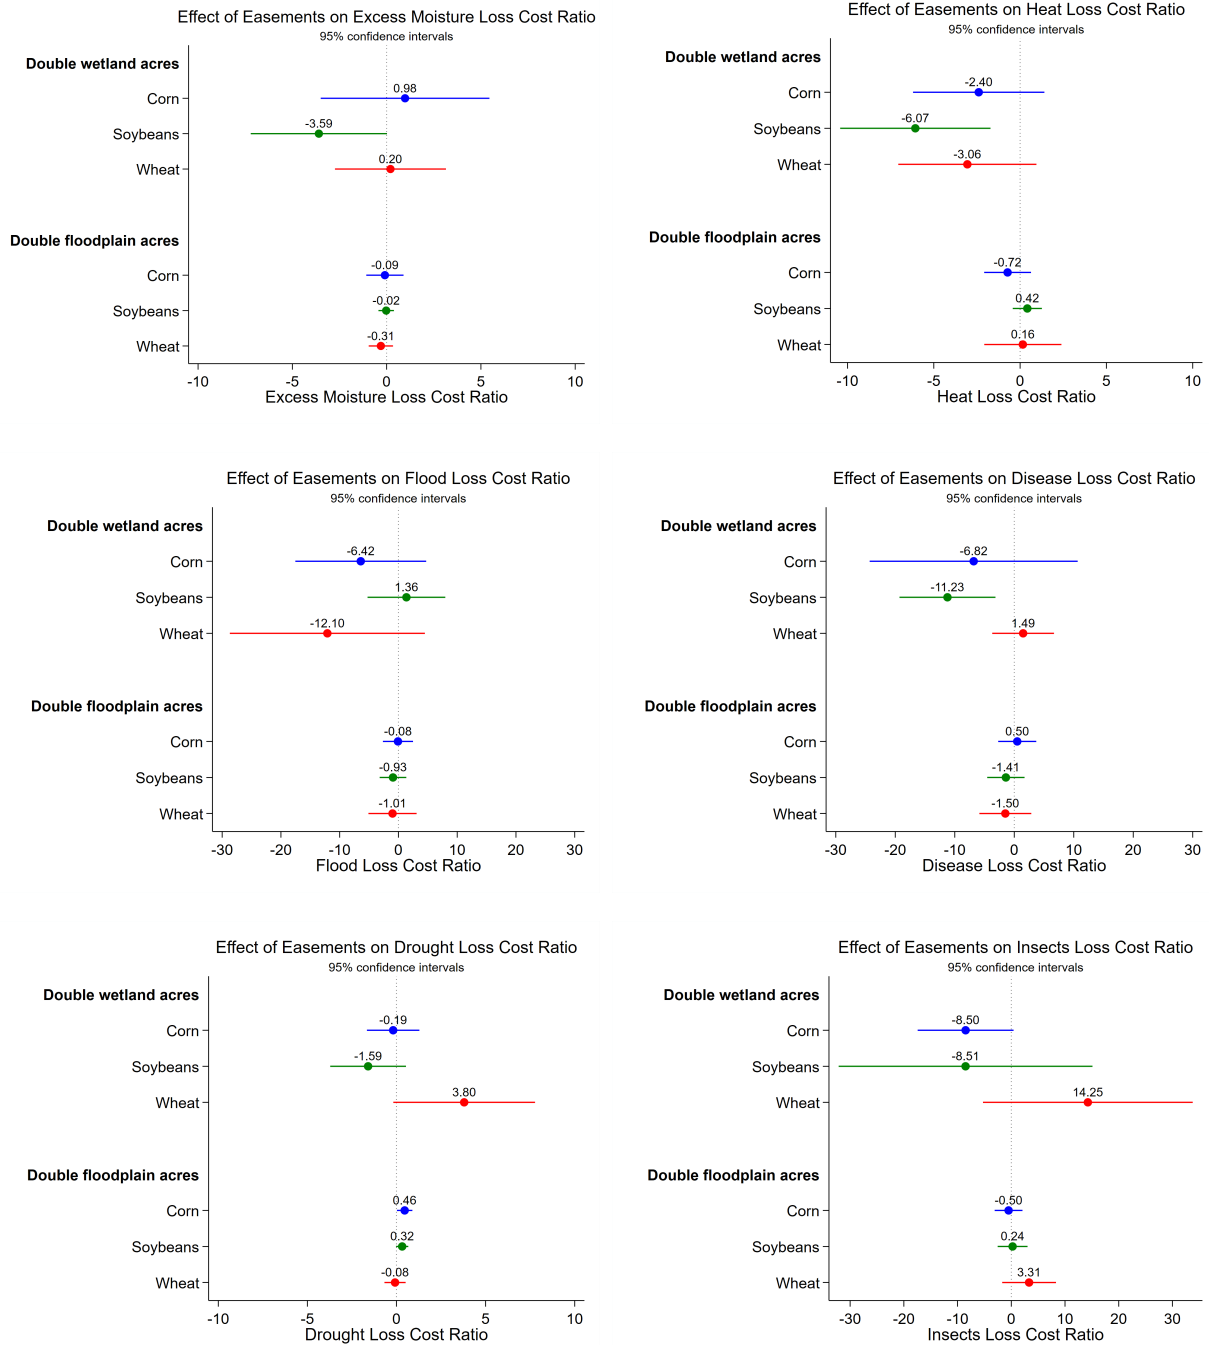 Effect of Easements on Excess Moisture Loss Cost Ratio
95% confidence intervals
Double wetland acres
Corn
0.98
Soybeans
-3.59
Wheat
0.20
Double floodplain acres
Corn
-0.09
Soybeans
-0.02
Wheat
-0.31
-10 -5 0 5 10
Excess Moisture Loss Cost Ratio
Effect of Easements on Heat Loss Cost Ratio
95% confidence intervals
Double wetland acres
Corn
-2.40
Soybeans
-6.07
Wheat
-3.06
Double floodplain acres
Corn
-0.72
Soybeans
0.42
Wheat
0.16
-10 -5 0 5 10
Heat Loss Cost Ratio
Effect of Easements on Flood Loss Cost Ratio
95% confidence intervals
Double wetland acres
Corn
-6.42
Soybeans
1.36
Wheat
-12.10
Double floodplain acres
Corn
-0.08
Soybeans
-0.93
Wheat
-1.01
-30 -20 -10 0 10 20 30
Flood Loss Cost Ratio
Effect of Easements on Disease Loss Cost Ratio
95% confidence intervals
Double wetland acres
Corn
-6.82
Soybeans
-11.23
Wheat
1.49
Double floodplain acres
Corn
0.50
Soybeans
-1.41
Wheat
-1.50
-30 -20 -10 0 10 20 30
Disease Loss Cost Ratio
Effect of Easements on Drought Loss Cost Ratio
95% confidence intervals
Double wetland acres
Corn
-0.19
Soybeans
-1.59
Wheat
3.80
Double floodplain acres
Corn
0.46
Soybeans
0.32
Wheat
-0.08
-10 -5 0 5 10
Drought Loss Cost Ratio
Effect of Easements on Insects Loss Cost Ratio
95% confidence intervals
Double wetland acres
Corn
-8.50
Soybeans
-8.51
Wheat
14.25
Double floodplain acres
Corn
-0.50
Soybeans
0.24
Wheat
3.31
-30 -20 -10 0 10 20 30
Insects Loss Cost Ratio